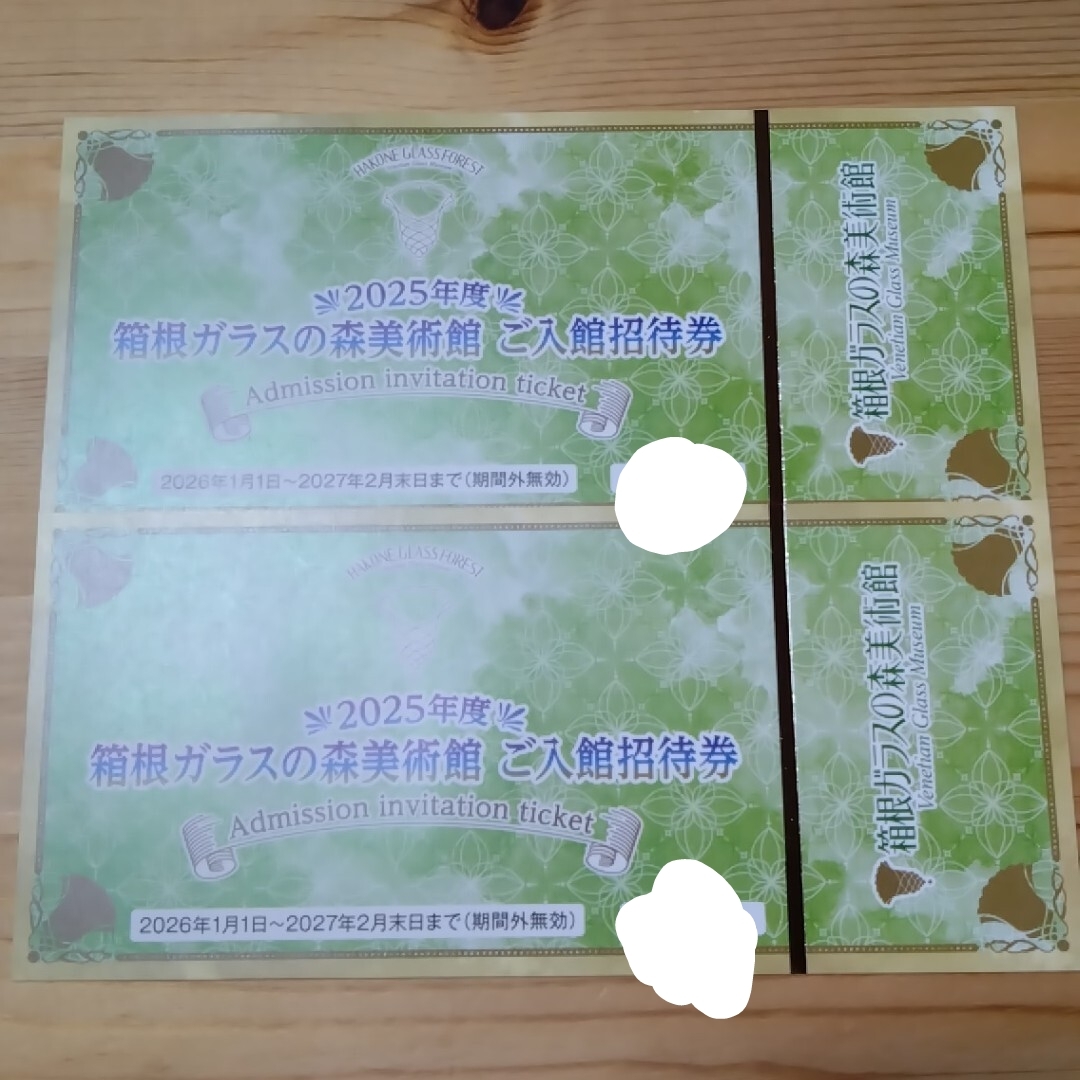 HAKONE GLASS FOREST
2025年度
箱根ガラスの森美術館 ご入館招待券
Admission invitation ticket
2026年1月1日～2027年2月末日まで(期間外無効)
箱根ガラスの森美術館
Venetian Glass Museum
HAKONE GLASS FOREST
2025年度
箱根ガラスの森美術館 ご入館招待券
Admission invitation ticket
2026年1月1日～2027年2月末日まで(期間外無効)
箱根ガラスの森美術館
Venetian Glass Museum